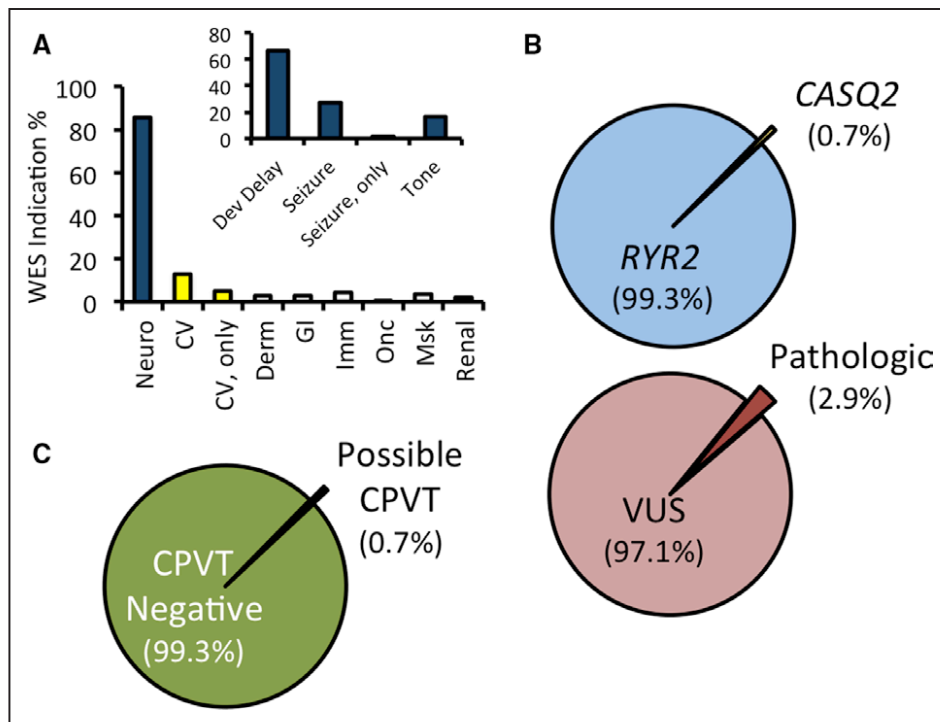 A
100
80
60
40
20
0
WES Indication %
Neuro
CV
CV, only
Derm
GI
Imm
Onc
Msk
Renal
80
60
40
20
0
Dev Delay
Seizure
Seizure, only
Tone
B
CASQ2
(0.7%)
RYR2
(99.3%)
Pathologic
(2.9%)
VUS
(97.1%)
C
Possible
CPVT
(0.7%)
CPVT
Negative
(99.3%)